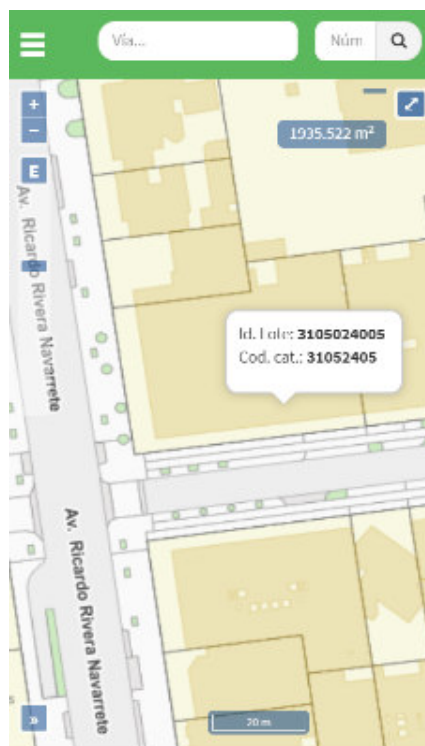 Vía...
Núm
+
1935.522 m²
−
E
Av. Ricardo Rivera Navarrete
Id. Lote: 3105024005
Cod. cat.: 31052405
Av. Ricardo Rivera Navarrete
»
20 m